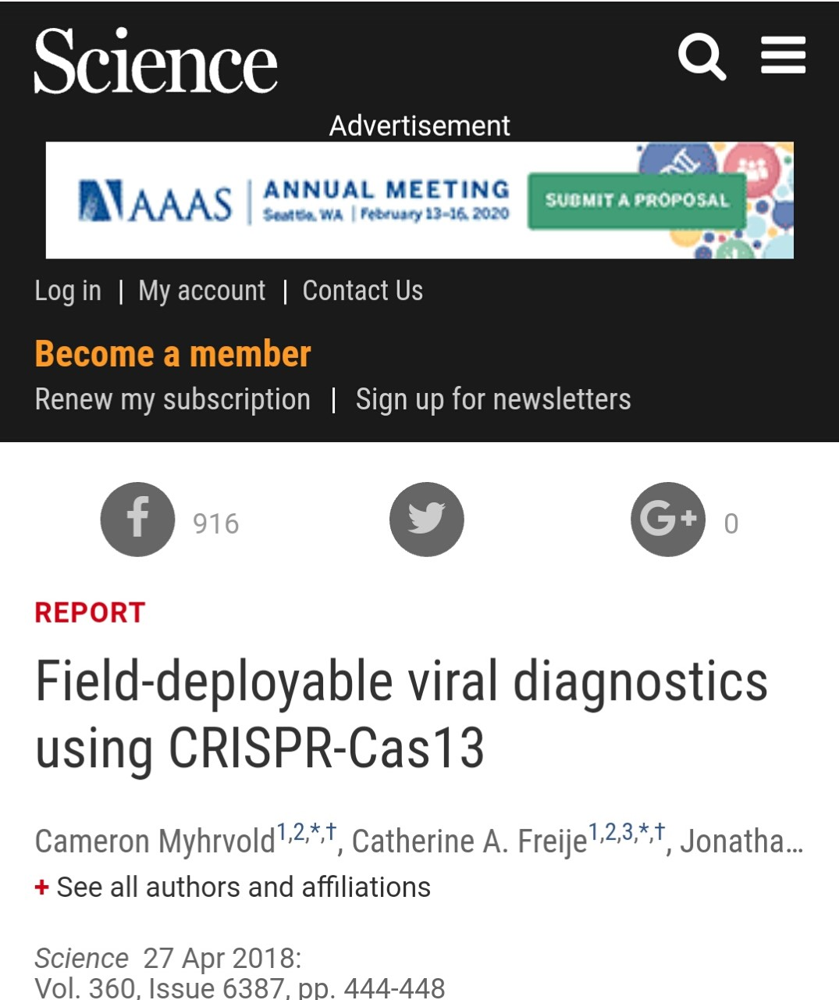 Science
Advertisement
AAAS | ANNUAL MEETING
Seattle, WA | February 13-16, 2020
SUBMIT A PROPOSAL
Log in | My account | Contact Us
Become a member
Renew my subscription | Sign up for newsletters
916
G+ 0
REPORT
Field-deployable viral diagnostics
using CRISPR-Cas13
Cameron Myhrvold1,2,*,†, Catherine A. Freije1,2,3,*,†, Jonatha...
+ See all authors and affiliations
Science 27 Apr 2018:
Vol. 360, Issue 6387, pp. 444-448